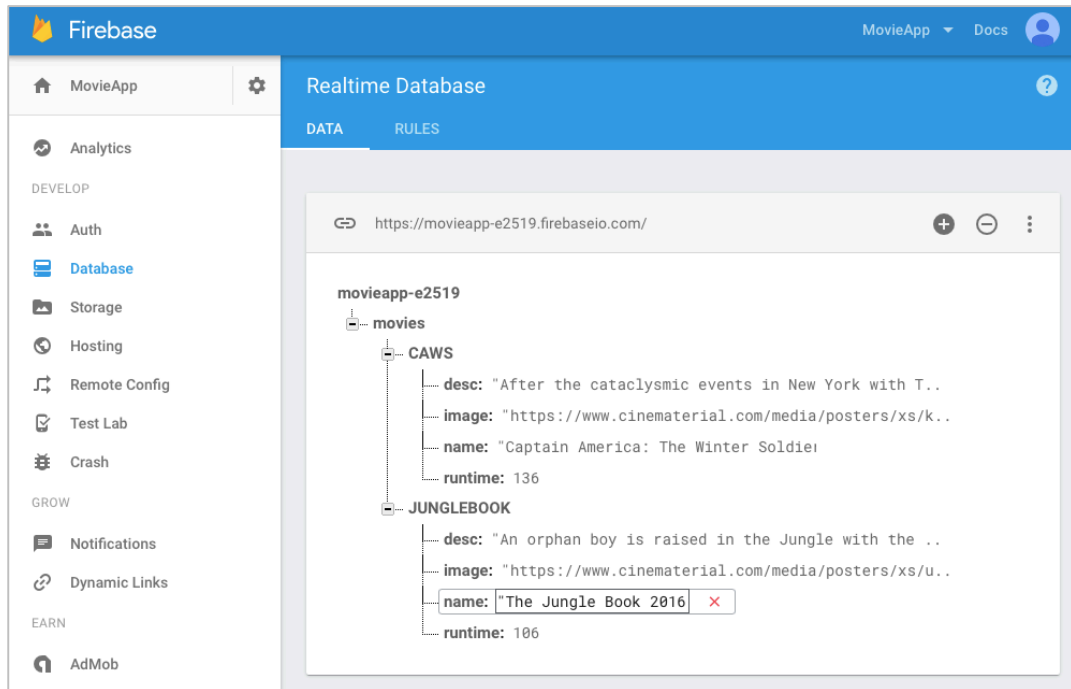 Firebase
MovieApp
Docs
MovieApp
Analytics
DEVELOP
Auth
Database
Storage
Hosting
Remote Config
Test Lab
Crash
GROW
Notifications
Dynamic Links
EARN
AdMob
Realtime Database
?
DATA RULES
https://movieapp-e2519.firebaseio.com/
movieapp-e2519
movies
CAWS
desc: "After the cataclysmic events in New York with T..
image: "https://www.cinematerial.com/media/posters/xs/k..
name: "Captain America: The Winter Soldier
runtime: 136
JUNGLEBOOK
desc: "An orphan boy is raised in the Jungle with the ..
image: "https://www.cinematerial.com/media/posters/xs/u..
name: "The Jungle Book 2016
runtime: 106